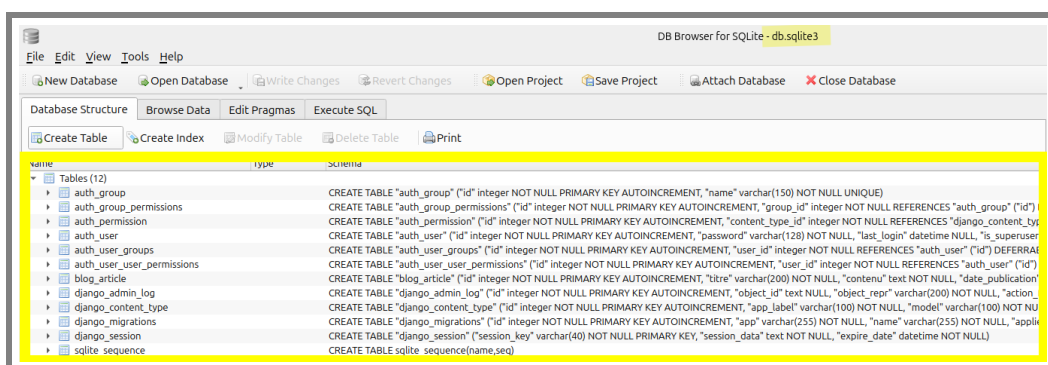 DB Browser for SQLite - db.sqlite3
File Edit View Tools Help
New Database Open Database Write Changes Revert Changes Open Project Save Project Attach Database Close Database
Database Structure Browse Data Edit Pragmas Execute SQL
Create Table Create Index Modify Table Delete Table Print
Name Type Schema
Tables (12)
auth_group CREATE TABLE "auth_group" ("id" integer NOT NULL PRIMARY KEY AUTOINCREMENT, "name" varchar(150) NOT NULL UNIQUE)
auth_group_permissions CREATE TABLE "auth_group_permissions" ("id" integer NOT NULL PRIMARY KEY AUTOINCREMENT, "group_id" integer NOT NULL REFERENCES "auth_group" ("id")
auth_permission CREATE TABLE "auth_permission" ("id" integer NOT NULL PRIMARY KEY AUTOINCREMENT, "content_type_id" integer NOT NULL REFERENCES "django_content_typ
auth_user CREATE TABLE "auth_user" ("id" integer NOT NULL PRIMARY KEY AUTOINCREMENT, "password" varchar(128) NOT NULL, "last_login" datetime NULL, "is_superuser
auth_user_groups CREATE TABLE "auth_user_groups" ("id" integer NOT NULL PRIMARY KEY AUTOINCREMENT, "user_id" integer NOT NULL REFERENCES "auth_user" ("id") DEFERRAB
auth_user_user_permissions CREATE TABLE "auth_user_user_permissions" ("id" integer NOT NULL PRIMARY KEY AUTOINCREMENT, "user_id" integer NOT NULL REFERENCES "auth_user" ("id")
blog_article CREATE TABLE "blog_article" ("id" integer NOT NULL PRIMARY KEY AUTOINCREMENT, "titre" varchar(200) NOT NULL, "contenu" text NOT NULL, "date_publication"
django_admin_log CREATE TABLE "django_admin_log" ("id" integer NOT NULL PRIMARY KEY AUTOINCREMENT, "object_id" text NULL, "object_repr" varchar(200) NOT NULL, "action_
django_content_type CREATE TABLE "django_content_type" ("id" integer NOT NULL PRIMARY KEY AUTOINCREMENT, "app_label" varchar(100) NOT NULL, "model" varchar(100) NOT NU
django_migrations CREATE TABLE "django_migrations" ("id" integer NOT NULL PRIMARY KEY AUTOINCREMENT, "app" varchar(255) NOT NULL, "name" varchar(255) NOT NULL, "applie
django_session CREATE TABLE "django_session" ("session_key" varchar(40) NOT NULL PRIMARY KEY, "session_data" text NOT NULL, "expire_date" datetime NOT NULL)
sqlite_sequence CREATE TABLE sqlite_sequence(name,seq)